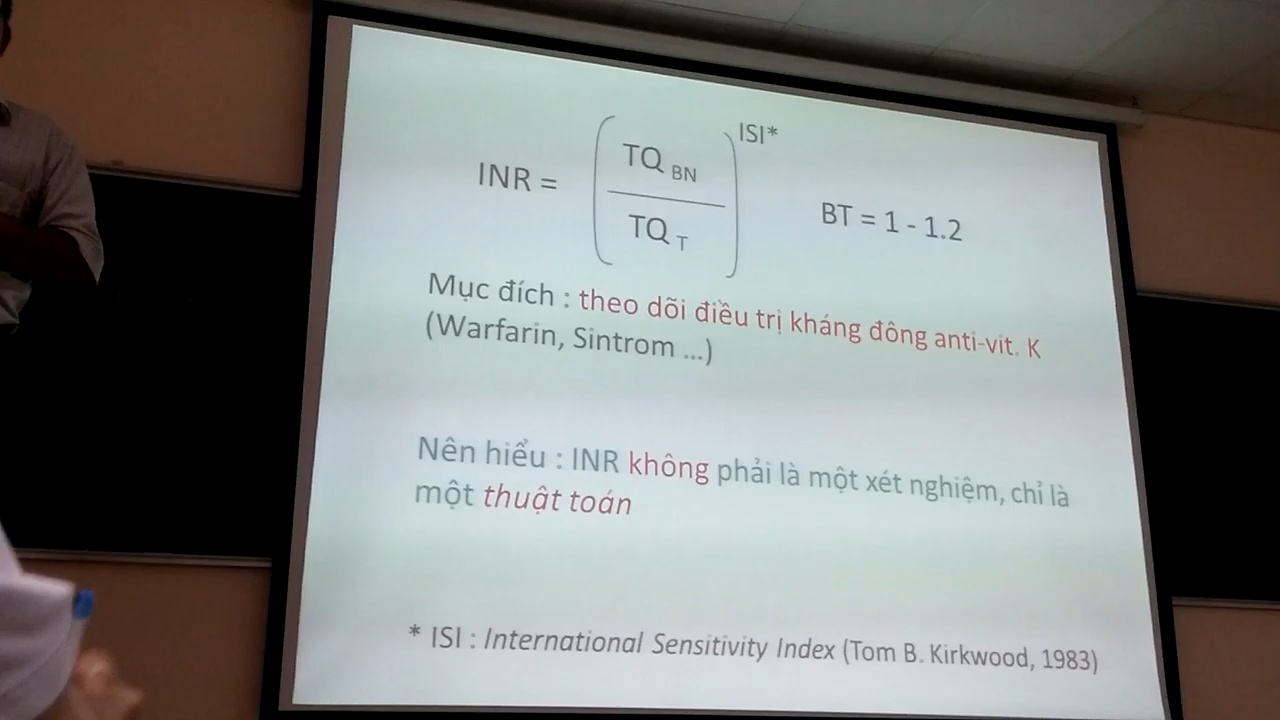 INR = (TQ BN / TQ T) ISI*
BT = 1 - 1.2
Mục đích : theo dõi điều trị kháng đông anti-vit. K
(Warfarin, Sintrom ...)
Nên hiểu : INR không phải là một xét nghiệm, chỉ là
một thuật toán
* ISI : International Sensitivity Index (Tom B. Kirkwood, 1983)